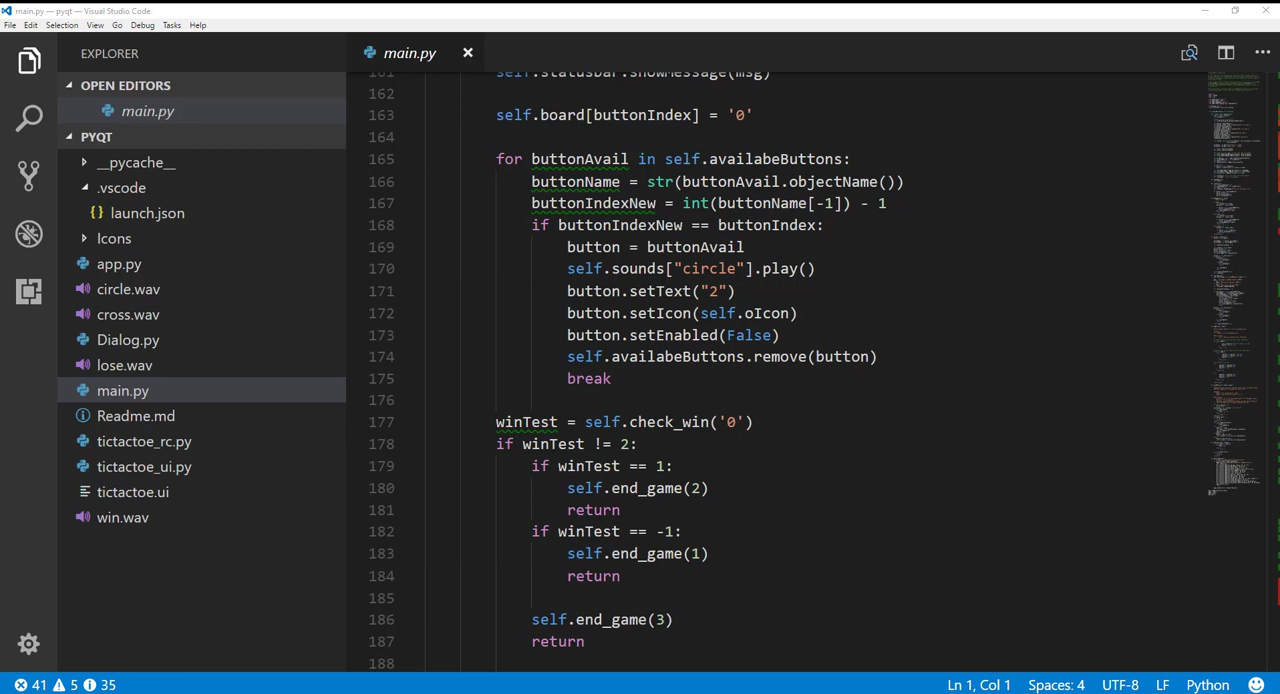 main.py — pyqt — Visual Studio Code
File Edit Selection View Go Debug Tasks Help
EXPLORER
OPEN EDITORS
main.py
PYQT
__pycache__
.vscode
launch.json
Icons
app.py
circle.wav
cross.wav
Dialog.py
lose.wav
main.py
Readme.md
tictactoe_rc.py
tictactoe_ui.py
tictactoe.ui
win.wav
main.py
161 self.statusBar.showMessage(msg)
162
163 self.board[buttonIndex] = '0'
164
165 for buttonAvail in self.availabeButtons:
166 buttonName = str(buttonAvail.objectName())
167 buttonIndexNew = int(buttonName[-1]) - 1
168 if buttonIndexNew == buttonIndex:
169 button = buttonAvail
170 self.sounds["circle"].play()
171 button.setText("2")
172 button.setIcon(self.oIcon)
173 button.setEnabled(False)
174 self.availabeButtons.remove(button)
175 break
176
177 winTest = self.check_win('0')
178 if winTest != 2:
179 if winTest == 1:
180 self.end_game(2)
181 return
182 if winTest == -1:
183 self.end_game(1)
184 return
185
186 self.end_game(3)
187 return
188
41 5 35
Ln 1, Col 1 Spaces: 4 UTF-8 LF Python